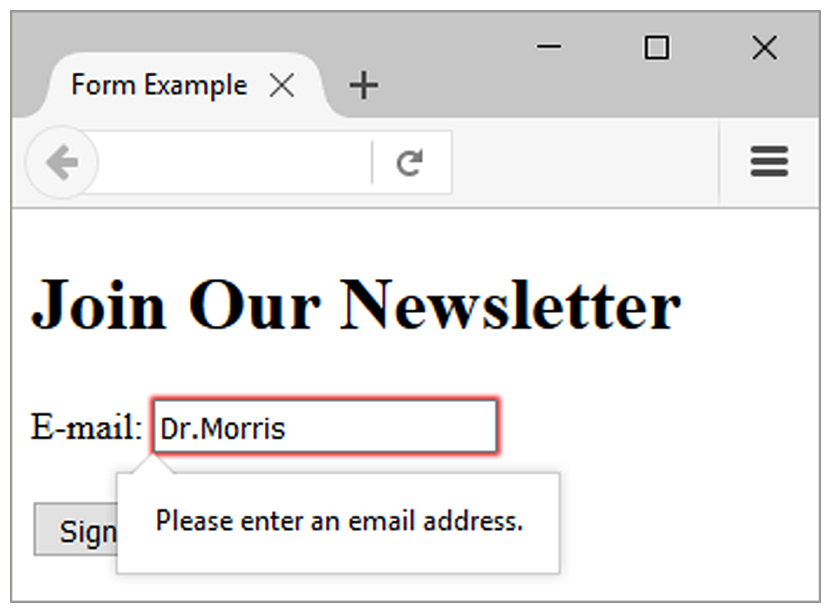 Form Example
Join Our Newsletter
E-mail: Dr.Morris
Please enter an email address.
Sign